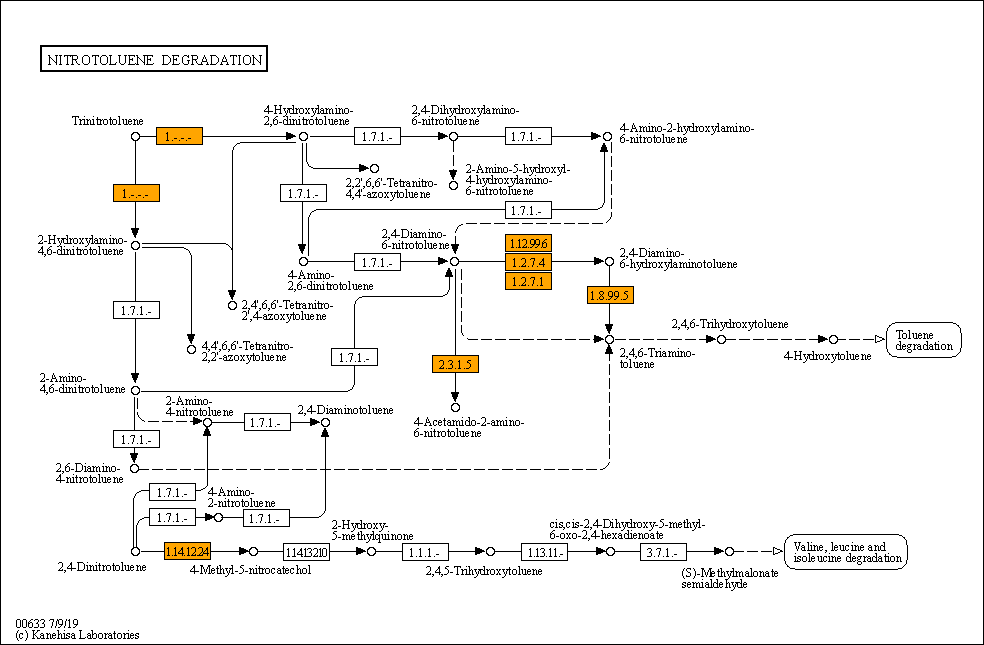 NITROTOLUENE DEGRADATION
4-Hydroxylamino-
2,6-dinitrotoluene
2,4-Dihydroxylamino-
6-nitrotoluene
Trinitrotoluene
4-Amino-2-hydroxylamino-
6-nitrotoluene
1.-.-.-
1.7.1.-
1.7.1.-
2-Amino-5-hydroxyl-
4-hydroxylamino-
6-nitrotoluene
2,2',6,6'-Tetranitro-
4,4'-azoxytoluene
1.-.-.-
1.7.1.-
1.7.1.-
2-Hydroxylamino-
4,6-dinitrotoluene
2,4-Diamino-
6-nitrotoluene
1.12.99.6
1.2.7.4
1.2.7.1
2,4-Diamino-
6-hydroxylaminotoluene
1.7.1.-
4-Amino-
2,6-dinitrotoluene
1.8.99.5
2,4',6,6'-Tetranitro-
2',4-azoxytoluene
1.7.1.-
2,4,6-Trihydroxytoluene
4,4',6,6'-Tetranitro-
2,2'-azoxytoluene
1.7.1.-
2,4,6-Triamino-
toluene
4-Hydroxytoluene
Toluene
degradation
2.3.1.5
2-Amino-
4,6-dinitrotoluene
2-Amino-
4-nitrotoluene
2,4-Diaminotoluene
1.7.1.-
4-Acetamido-2-amino-
6-nitrotoluene
1.7.1.-
2,6-Diamino-
4-nitrotoluene
1.7.1.-
4-Amino-
2-nitrotoluene
1.7.1.-
1.7.1.-
2-Hydroxy-
5-methylquinone
cis,cis-2,4-Dihydroxy-5-methyl-
6-oxo-2,4-hexadienoate
1.14.12.24
1.14.13.210
1.1.1.-
1.13.11.-
3.7.1.-
Valine, leucine and
isoleucine degradation
2,4-Dinitrotoluene
4-Methyl-5-nitrocatechol
2,4,5-Trihydroxytoluene
(S)-Methylmalonate
semialdehyde
00633 7/9/19
(c) Kanehisa Laboratories